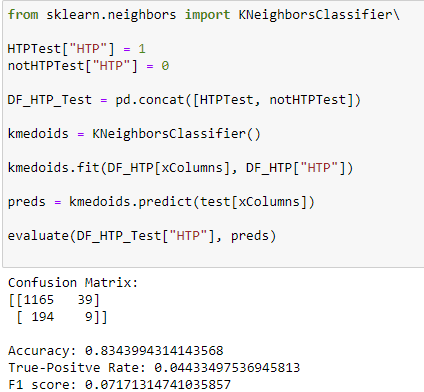 from sklearn.neighbors import KNeighborsClassifier\
HTPTest["HTP"] = 1
notHTPTest["HTP"] = 0
DF_HTP_Test = pd.concat([HTPTest, notHTPTest])
kmedoids = KNeighborsClassifier()
kmedoids.fit(DF_HTP[xColumns], DF_HTP["HTP"])
preds = kmedoids.predict(test[xColumns])
evaluate(DF_HTP_Test["HTP"], preds)
Confusion Matrix:
[[1165   39]
 [ 194    9]]
Accuracy: 0.8343994314143568
True-Positve Rate: 0.04433497536945813
F1 score: 0.07171314741035857